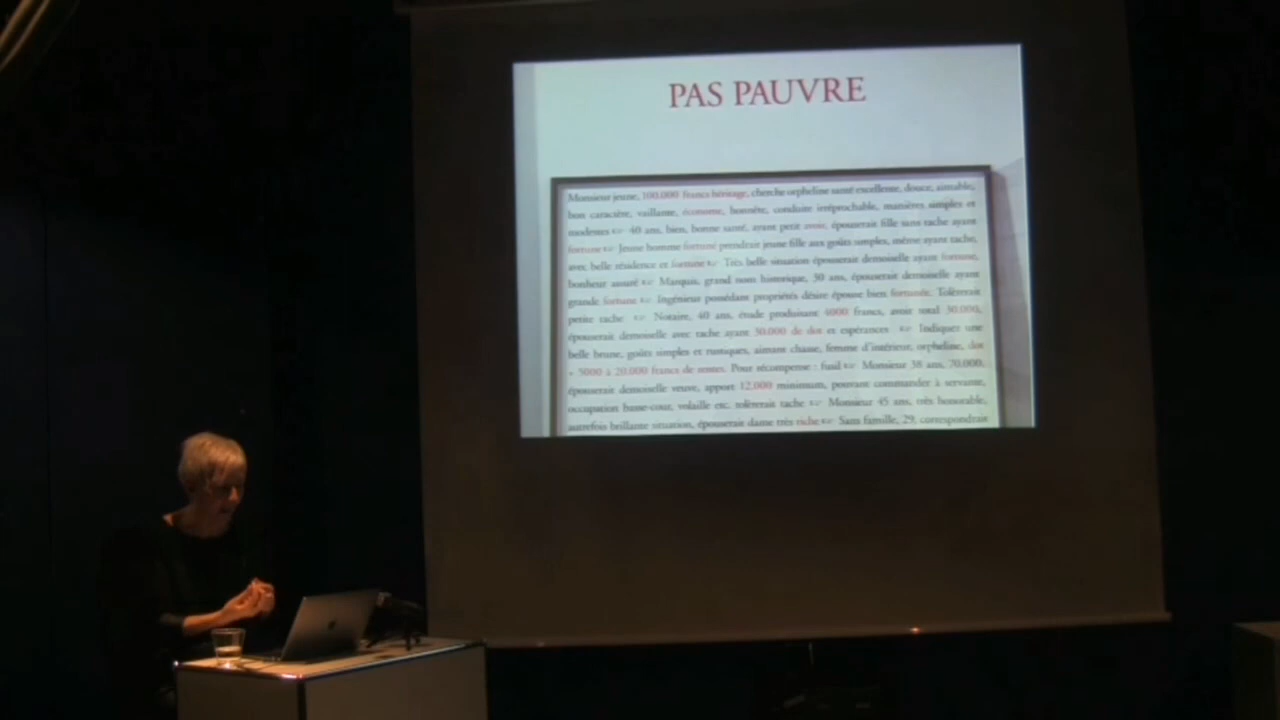 PAS PAUVRE
Monsieur jeune, 100.000 francs héritage, cherche orpheline santé excellente, douce, aimable,
bon caractère, vaillante, économe, honnête, conduite irréprochable, manières simples et
modestes ☞ 40 ans, bien, bonne santé, ayant petit avoir, épouserait fille sans tache ayant
fortune ☞ Jeune homme fortuné prendrait jeune fille aux goûts simples, même ayant tache,
avec belle résidence et fortune ☞ Très belle situation épouserait demoiselle ayant fortune,
bonheur assuré ☞ Marquis, grand nom historique, 30 ans, épouserait demoiselle ayant
grande fortune ☞ Ingénieur possédant propriétés désire épouse bien fortunée. Tolérerait
petite tache ☞ Notaire, 40 ans, étude produisant 4000 francs, avoir total 30.000,
épouserait demoiselle avec tache ayant 50.000 de dot et espérances ☞ Indiquer une
belle brune, goûts simples et rustiques, aimant chasse, femme d'intérieur, orpheline, dot
+ 5000 à 20.000 francs de rentes. Pour récompense : fusil ☞ Monsieur 38 ans, 70.000,
épouserait demoiselle veuve, apport 12.000 minimum, pouvant commander à servante,
occupation basse-cour, volaille etc. tolérerait tache ☞ Monsieur 45 ans, très honorable,
autrefois brillante situation, épouserait dame très riche ☞ Sans famille, 29, correspondrait